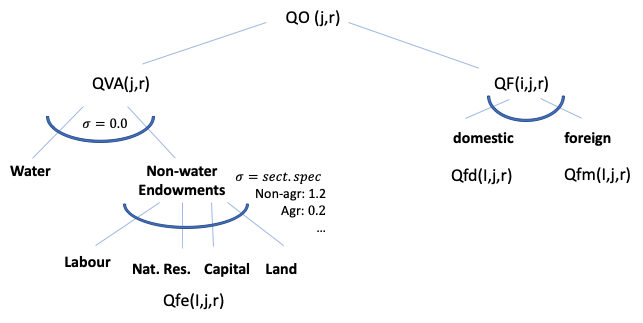 QO (j,r)
QVA(j,r)
QF(i,j,r)
σ = 0.0
domestic
foreign
Water
Non-water
Endowments
σ = sect.spec
Non-agr: 1.2
Agr: 0.2
...
Qfd(I,j,r)
Qfm(I,j,r)
Labour
Nat. Res.
Capital
Land
Qfe(I,j,r)